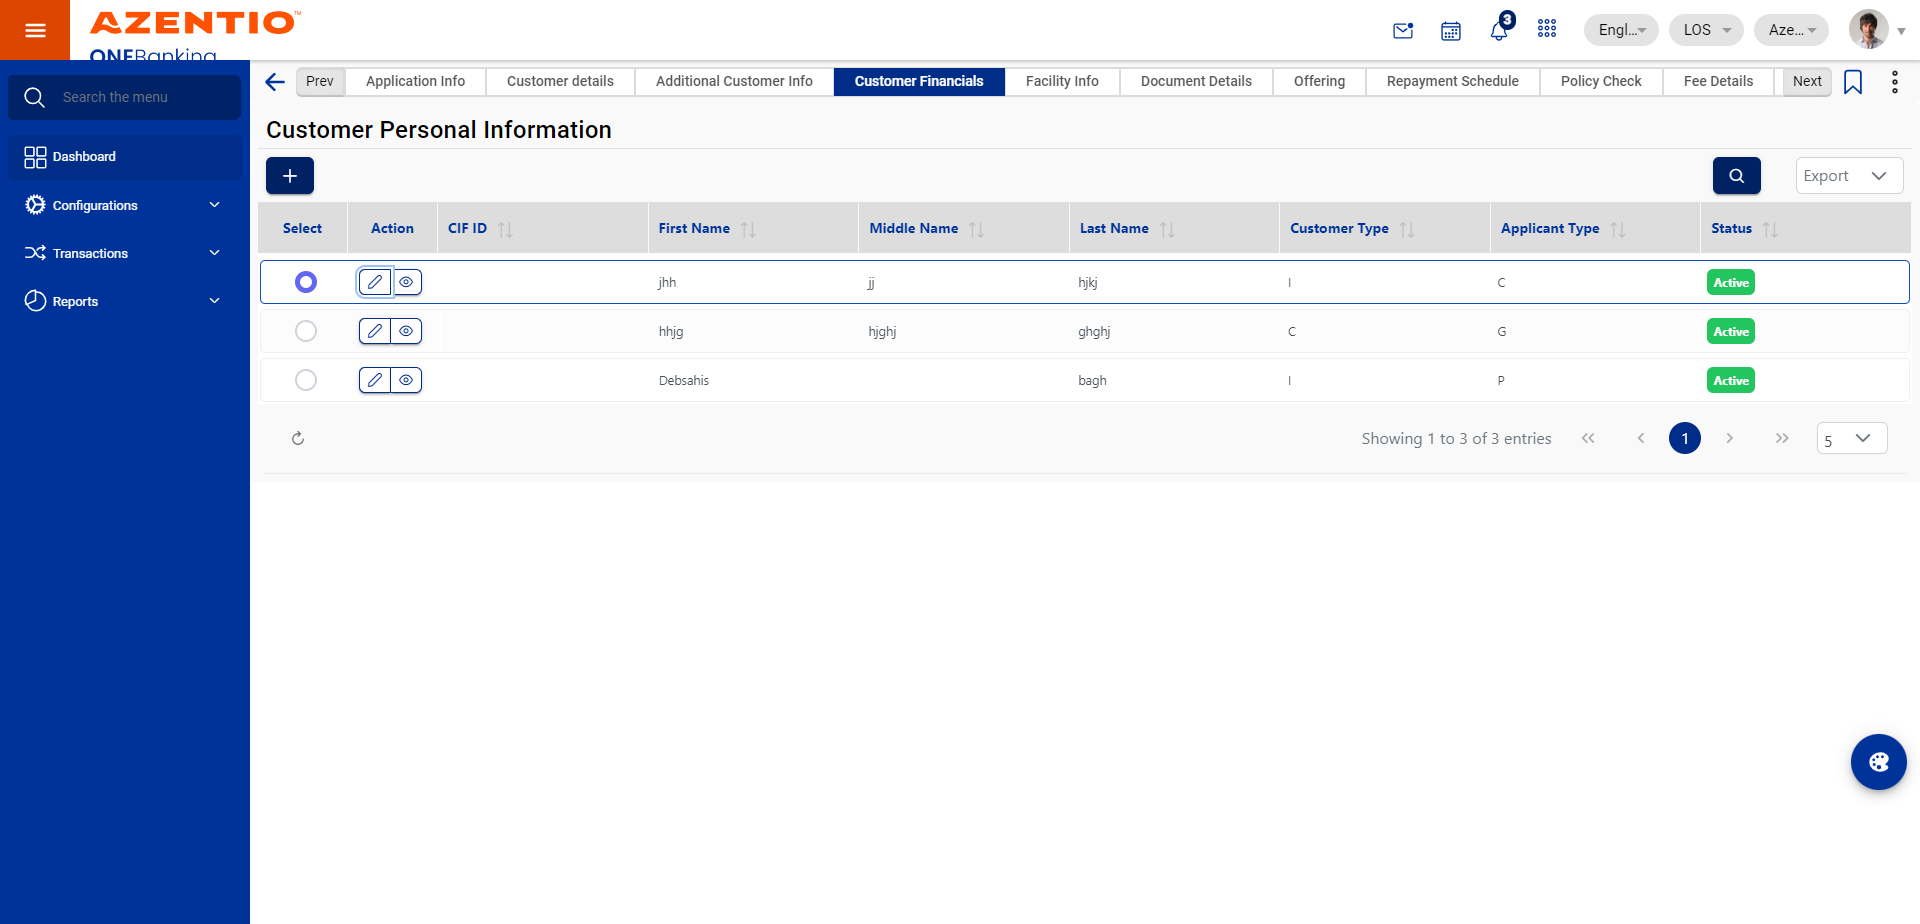 AZENTIO™
ONEBanking
3
Engl...
LOS
Aze...
Search the menu
Dashboard
Configurations
Transactions
Reports
Prev
Application Info
Customer details
Additional Customer Info
Customer Financials
Facility Info
Document Details
Offering
Repayment Schedule
Policy Check
Fee Details
Next
Customer Personal Information
+
Export
Select Action CIF ID First Name Middle Name Last Name Customer Type Applicant Type Status
jhh jj hjkj I C Active
hhjg hjghj ghghj C G Active
Debsahis bagh I P Active
Showing 1 to 3 of 3 entries
1
5